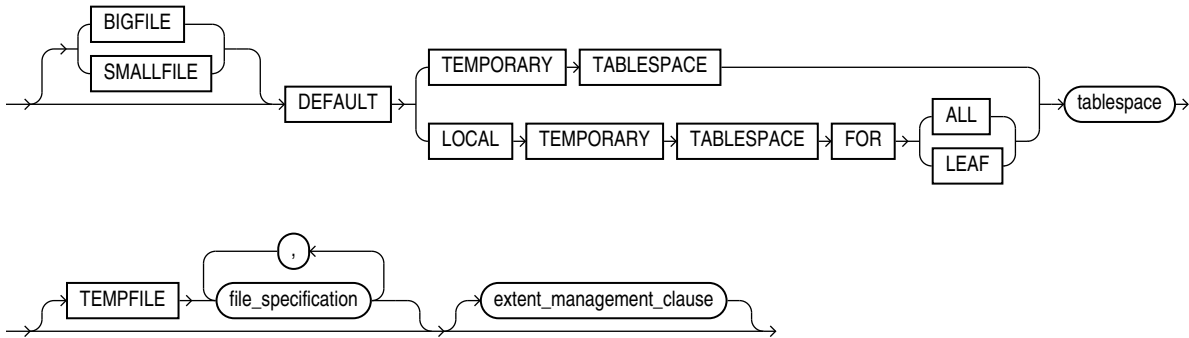 BIGFILE
SMALLFILE
DEFAULT TEMPORARY TABLESPACE tablespace
LOCAL TEMPORARY TABLESPACE FOR ALL
LEAF
,
TEMPFILE file_specification extent_management_clause